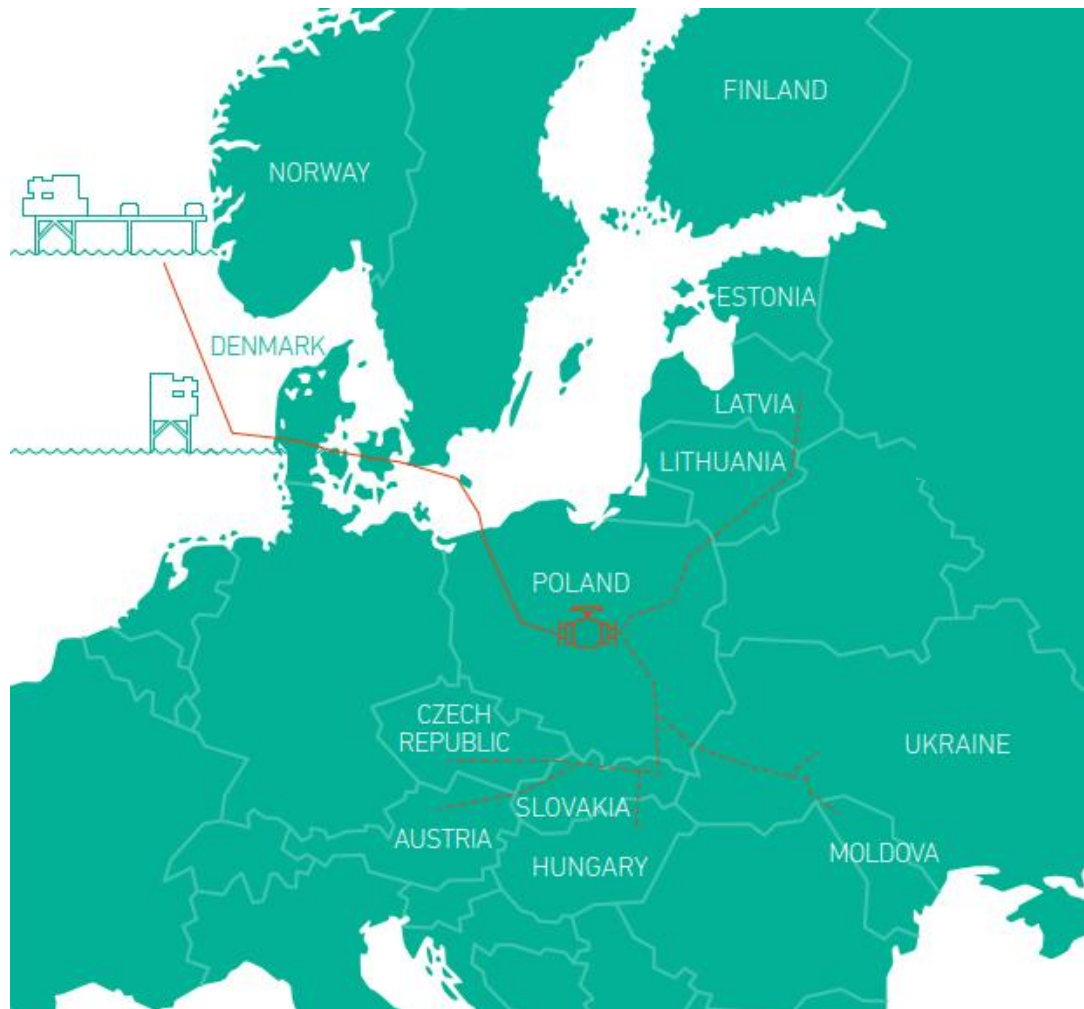 FINLAND
NORWAY
ESTONIA
DENMARK
LATVIA
LITHUANIA
POLAND
CZECH
REPUBLIC
UKRAINE
SLOVAKIA
AUSTRIA
MOLDOVA
HUNGARY